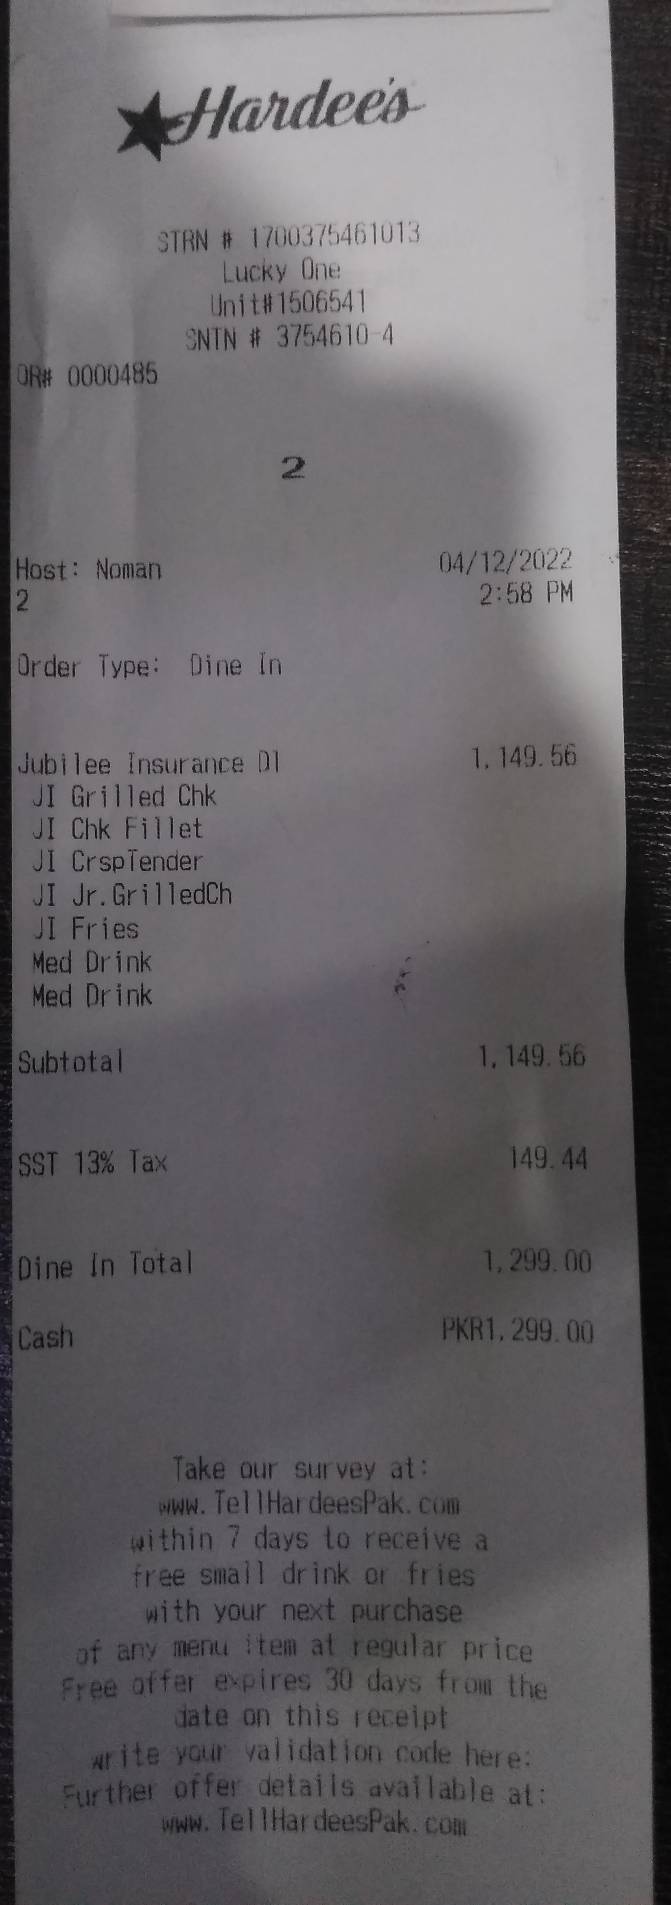 Hardee's
STRN # 1700375461013
Lucky One
Unit#1506541
SNTN # 3754610-4
OR# 0000485
2
Host: Noman 04/12/2022
2 2:58 PM
Order Type: Dine In
Jubilee Insurance DI 1,149.56
JI Grilled Chk
JI Chk Fillet
JI CrspTender
JI Jr.GrilledCh
JI Fries
Med Drink
Med Drink
Subtotal 1,149.56
SST 13% Tax 149.44
Dine In Total 1,299.00
Cash PKR1,299.00
Take our survey at:
www.TellHardeesPak.com
within 7 days to receive a
free small drink or fries
with your next purchase
of any menu item at regular price
Free offer expires 30 days from the
date on this receipt
write your validation code here:
Further offer details available at:
www.TellHardeesPak.com